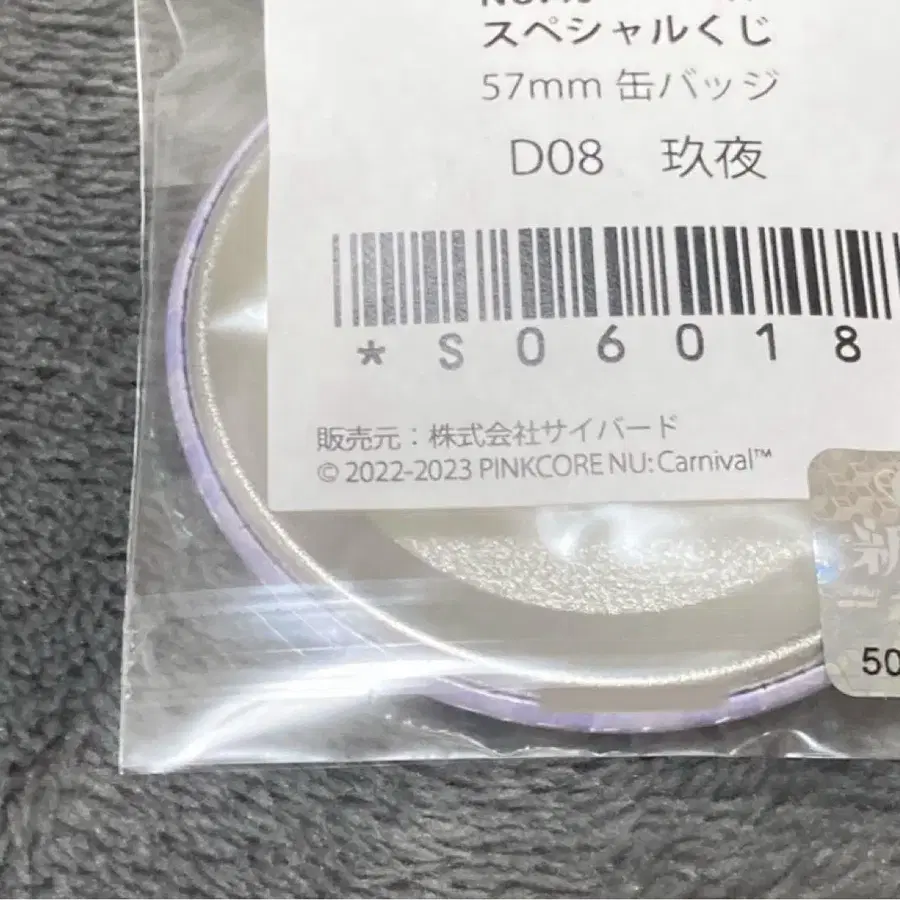 スペシャルくじ
57mm 缶バッジ
D08 玖夜
*S06018
販売元：株式会社サイバード
© 2022-2023 PINKCORE NU: Carnival™
50